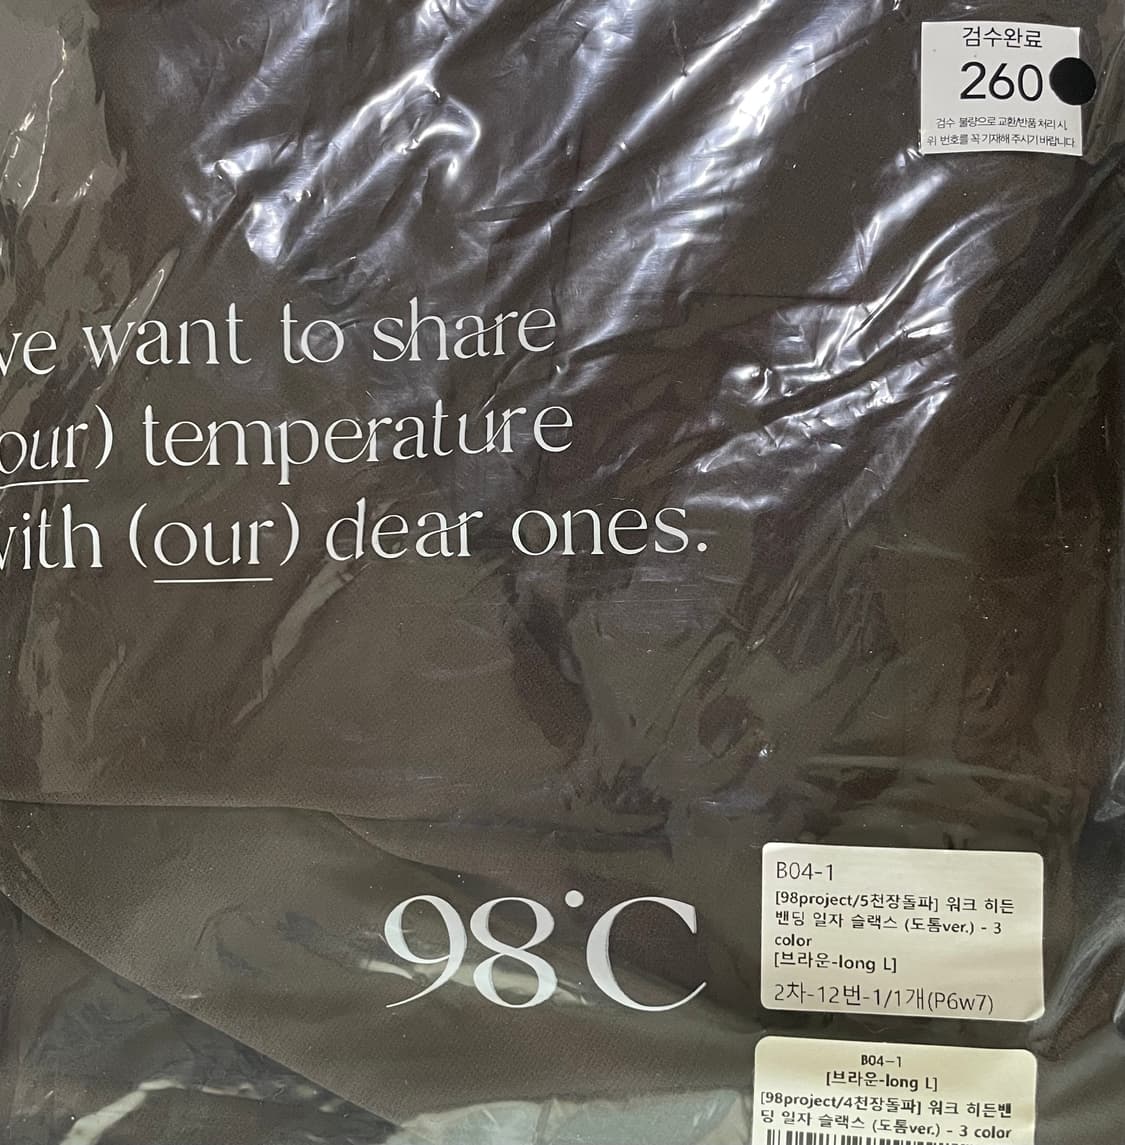 검수완료
260
검수 불량으로 교환/반품 처리 시,
위 번호를 꼭 기재해 주시기 바랍니다.
we want to share
(our) temperature
with (our) dear ones.
98°C
B04-1
[98project/5천장돌파] 워크 히든
밴딩 일자 슬랙스 (도톰ver.) - 3
color
[브라운-long L]
2차-12번-1/1개(P6w7)
B04-1
[브라운-long L]
[98project/4천장돌파] 워크 히든밴
딩 일자 슬랙스 (도톰ver.) - 3 color